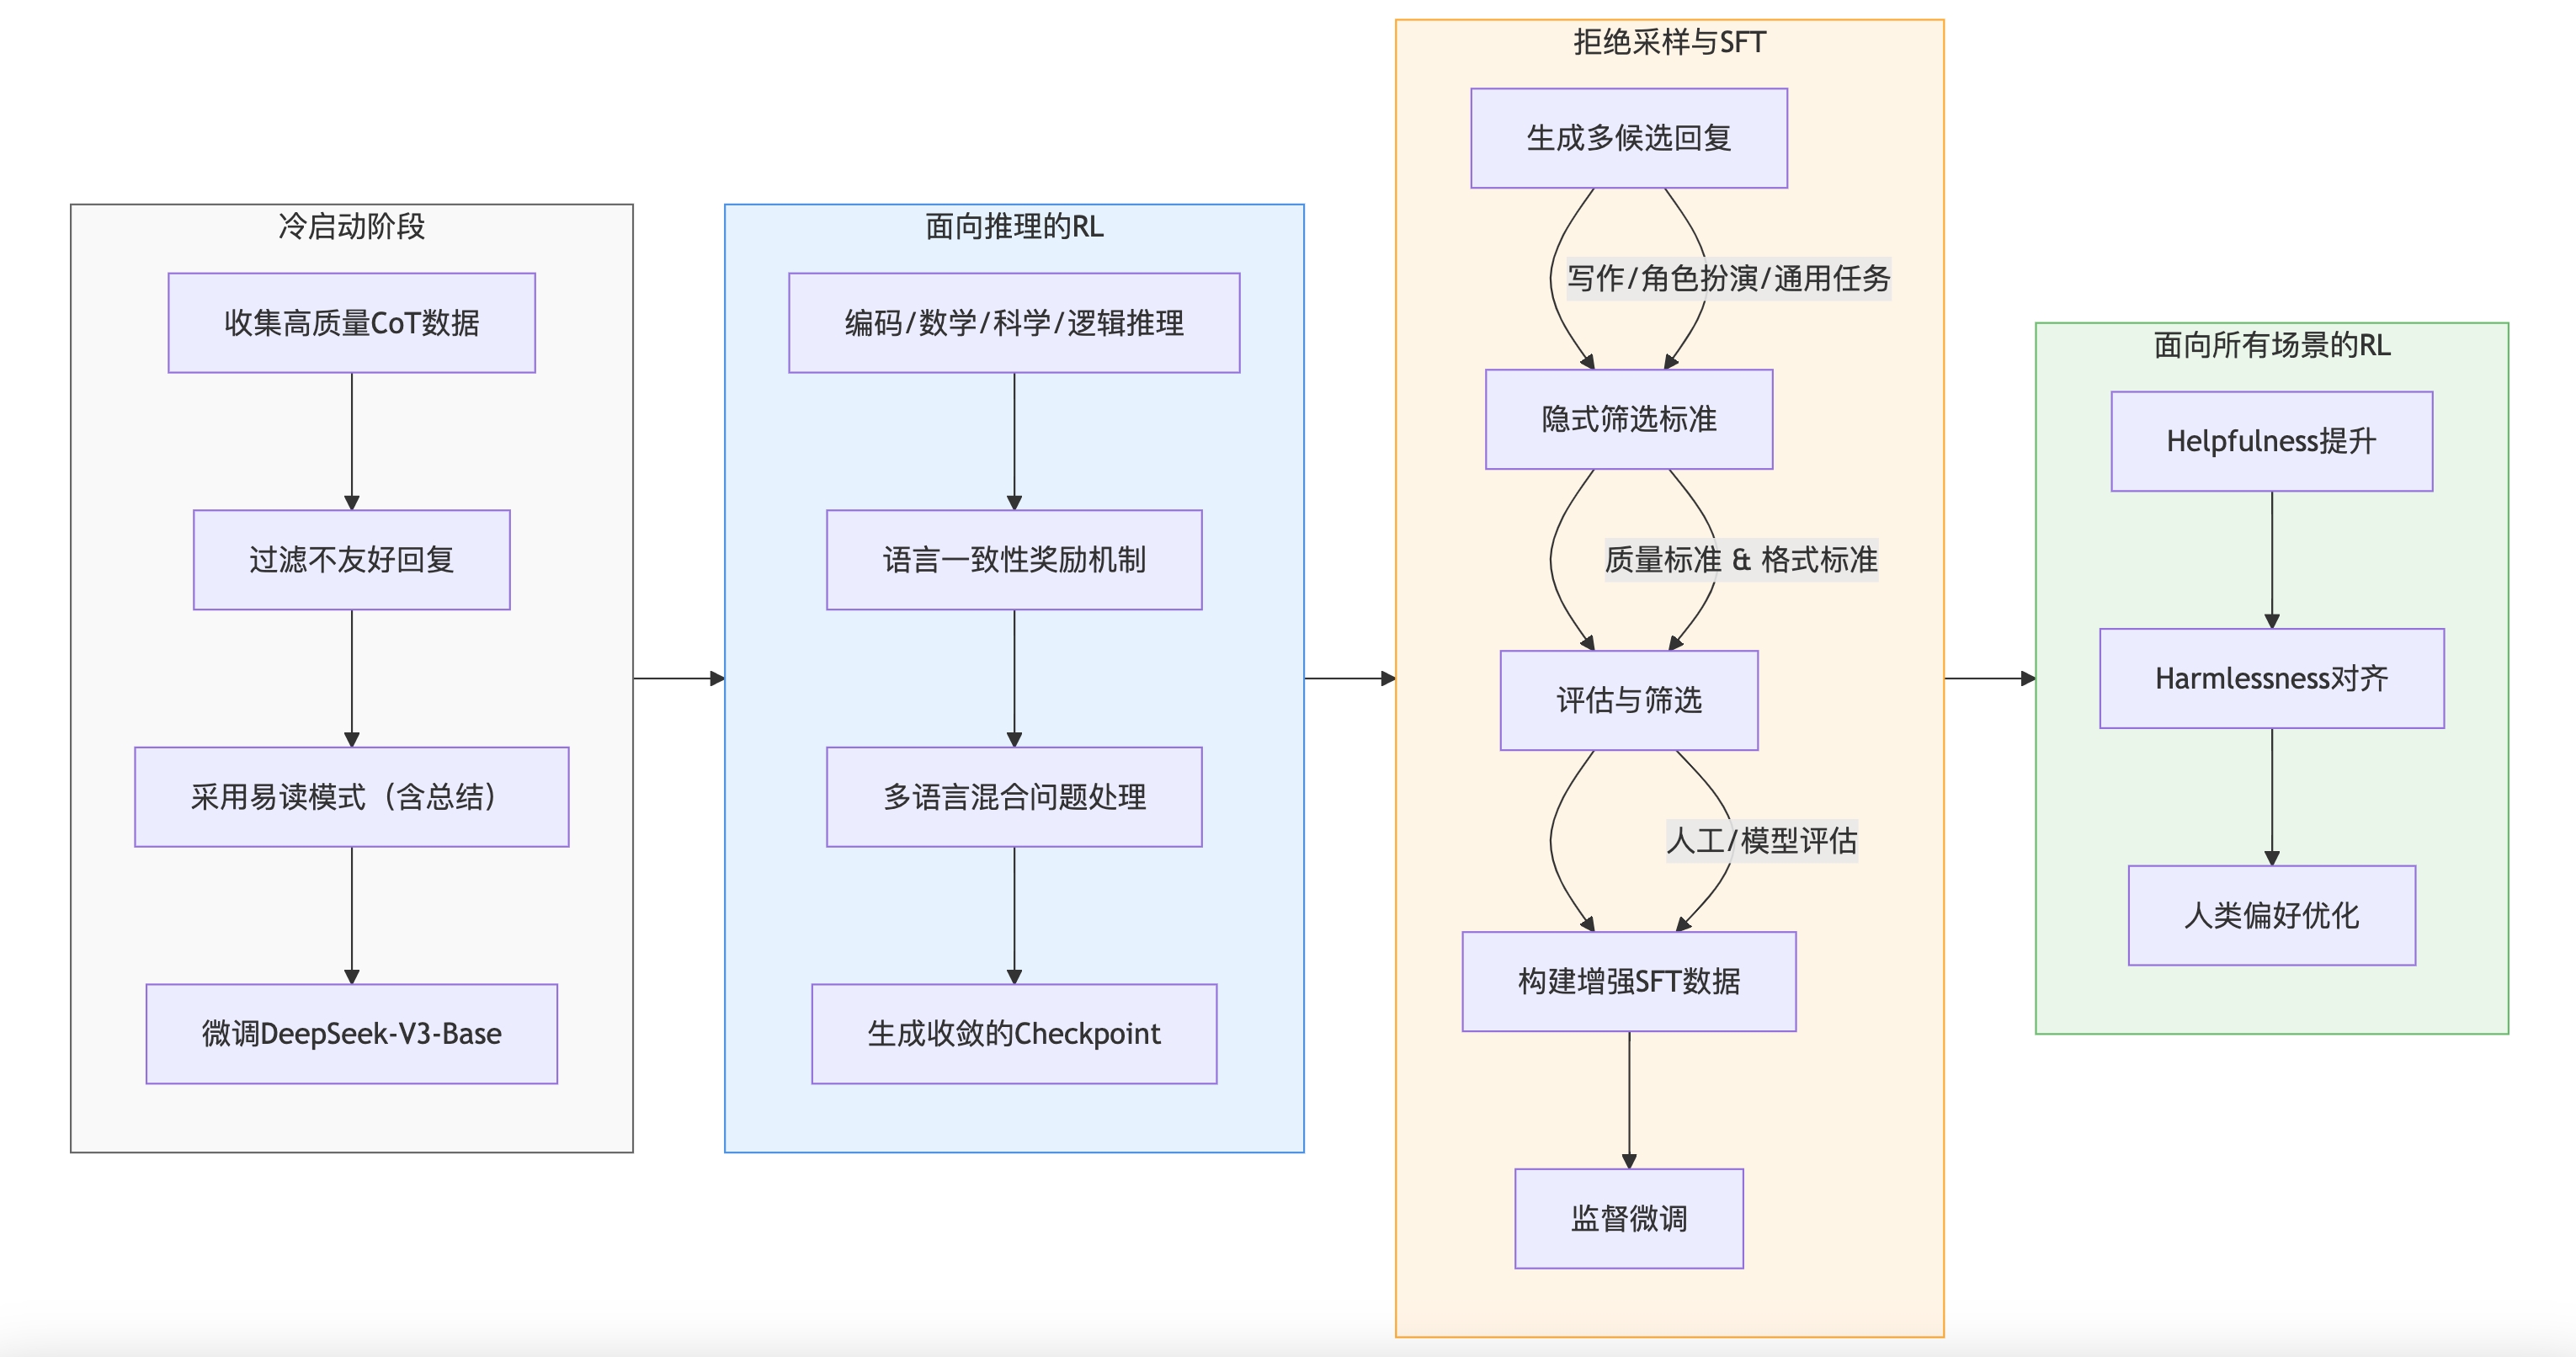 冷启动阶段
收集高质量CoT数据
过滤不友好回复
采用易读模式（含总结）
微调DeepSeek-V3-Base
面向推理的RL
编码/数学/科学/逻辑推理
语言一致性奖励机制
多语言混合问题处理
生成收敛的Checkpoint
拒绝采样与SFT
生成多候选回复
写作/角色扮演/通用任务
隐式筛选标准
质量标准 & 格式标准
评估与筛选
人工/模型评估
构建增强SFT数据
监督微调
面向所有场景的RL
Helpfulness提升
Harmlessness对齐
人类偏好优化